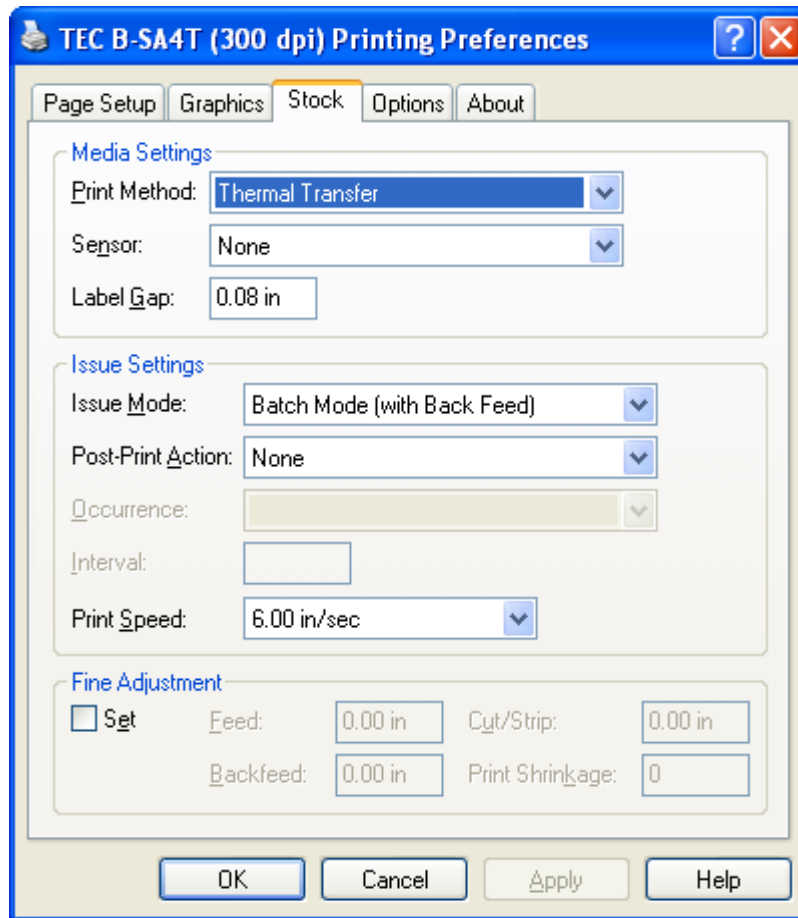 TEC B-SA4T (300 dpi) Printing Preferences
Page Setup Graphics Stock Options About
Media Settings
Print Method: Thermal Transfer
Sensor: None
Label Gap: 0.08 in
Issue Settings
Issue Mode: Batch Mode (with Back Feed)
Post-Print Action: None
Occurrence:
Interval:
Print Speed: 6.00 in/sec
Fine Adjustment
Set Feed: 0.00 in Cut/Strip: 0.00 in
Backfeed: 0.00 in Print Shrinkage: 0
OK Cancel Apply Help